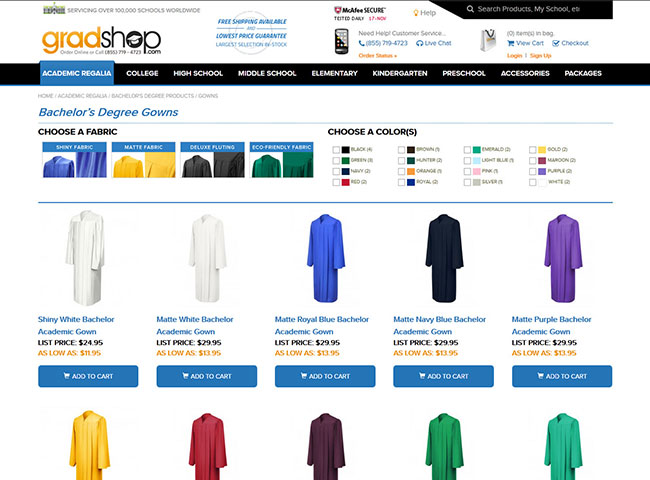 SERVICING OVER 100,000 SCHOOLS WORLDWIDE
gradshop.com
Order Online or Call (855) 719 - 4723
FREE SHIPPING AVAILABLE
AND
LOWEST PRICE GUARANTEE
LARGEST SELECTION IN-STOCK
McAfee SECURE™
TESTED DAILY 17-NOV
Help
Search Products, My School, etc
Need Help? Customer Service...
(855) 719-4723 Live Chat
Order Status »
(0) item(s) in Your bag.
View Cart Checkout
Login \ Sign Up
ACADEMIC REGALIA COLLEGE HIGH SCHOOL MIDDLE SCHOOL ELEMENTARY KINDERGARTEN PRESCHOOL ACCESSORIES PACKAGES
HOME / ACADEMIC REGALIA / BACHELOR'S DEGREE PRODUCTS / GOWNS
Bachelor's Degree Gowns
CHOOSE A FABRIC
SHINY FABRIC MATTE FABRIC DELUXE FLUTING ECO-FRIENDLY FABRIC
CHOOSE A COLOR(S)
BLACK (4) BROWN (1) EMERALD (2) GOLD (2)
GREEN (3) HUNTER (2) LIGHT BLUE (1) MAROON (2)
NAVY (2) ORANGE (1) PINK (1) PURPLE (2)
RED (2) ROYAL (2) SILVER (1) WHITE (2)
Shiny White Bachelor Academic Gown
LIST PRICE: $24.95
AS LOW AS: $11.95
ADD TO CART
Matte White Bachelor Academic Gown
LIST PRICE: $29.95
AS LOW AS: $13.95
ADD TO CART
Matte Royal Blue Bachelor Academic Gown
LIST PRICE: $29.95
AS LOW AS: $13.95
ADD TO CART
Matte Navy Blue Bachelor Academic Gown
LIST PRICE: $29.95
AS LOW AS: $13.95
ADD TO CART
Matte Purple Bachelor Academic Gown
LIST PRICE: $29.95
AS LOW AS: $13.95
ADD TO CART